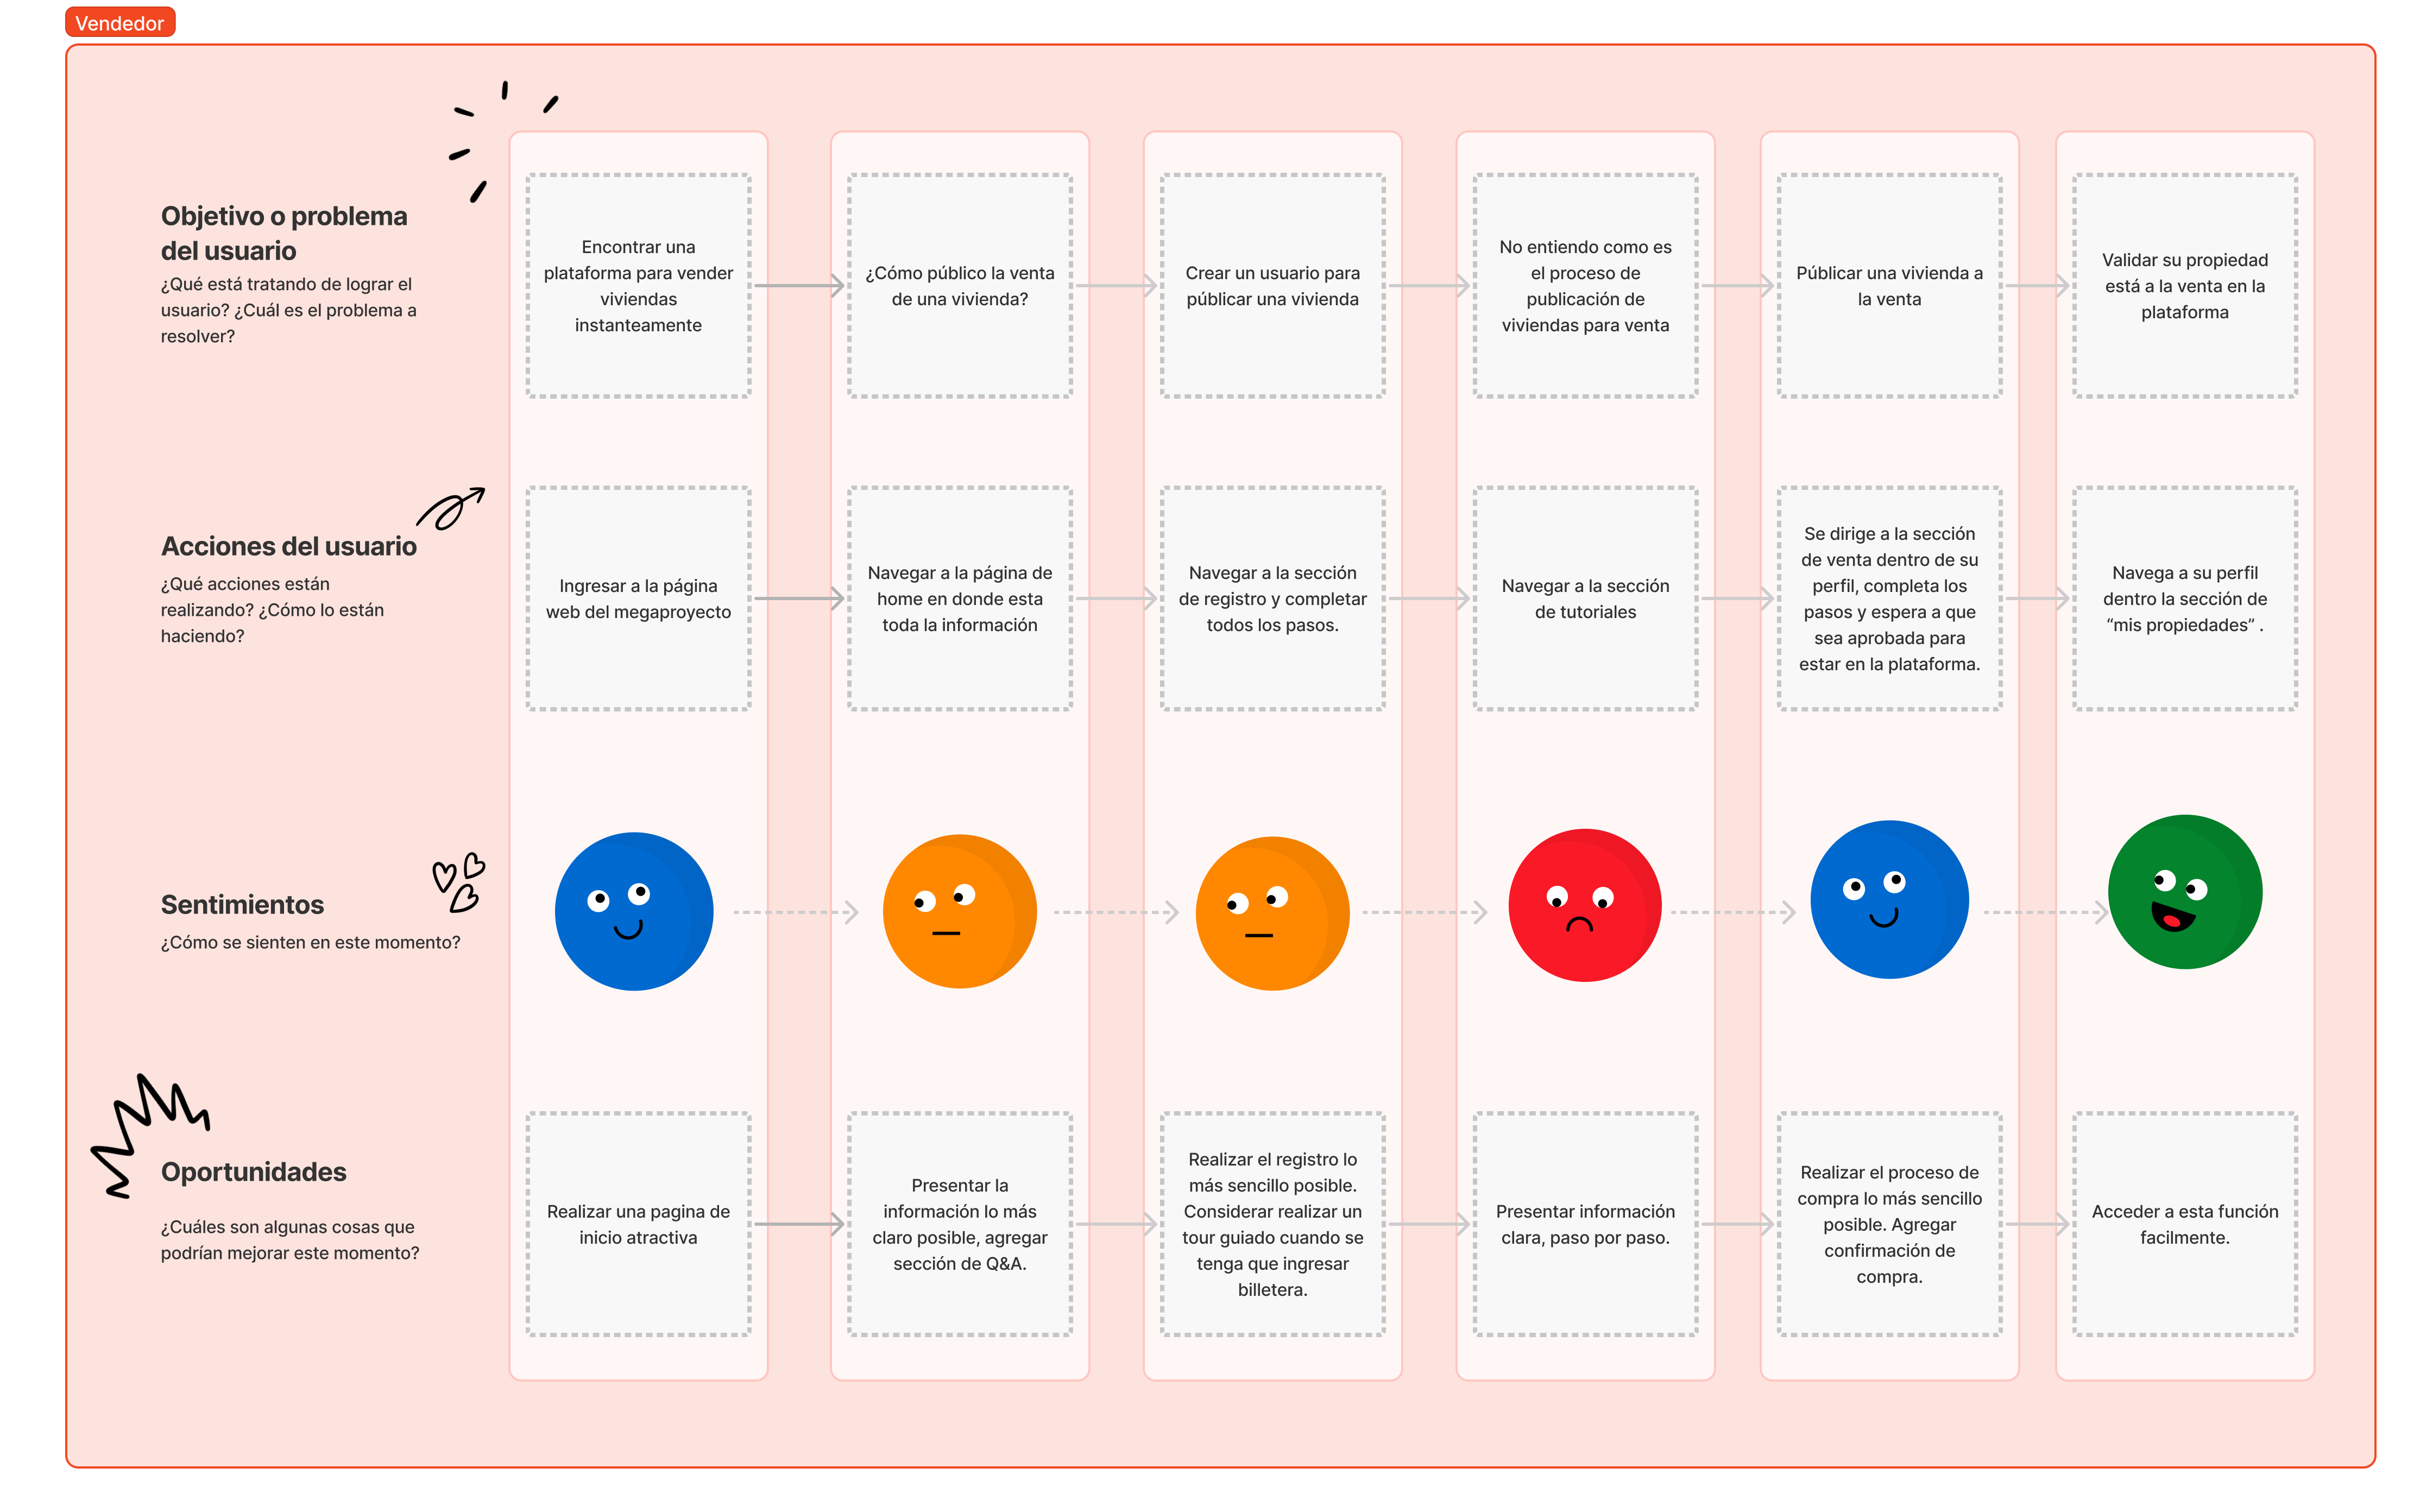 Vendedor
Objetivo o problema
del usuario
¿Qué está tratando de lograr el
usuario? ¿Cuál es el problema a
resolver?
Encontrar una
plataforma para vender
viviendas
instanteamente
¿Cómo público la venta
de una vivienda?
Crear un usuario para
públicar una vivienda
No entiendo como es
el proceso de
publicación de
viviendas para venta
Públicar una vivienda a
la venta
Validar su propiedad
está a la venta en la
plataforma
Acciones del usuario
¿Qué acciones están
realizando? ¿Cómo lo están
haciendo?
Ingresar a la página
web del megaproyecto
Navegar a la página de
home en donde esta
toda la información
Navegar a la sección
de registro y completar
todos los pasos.
Navegar a la sección
de tutoriales
Se dirige a la sección
de venta dentro de su
perfil, completa los
pasos y espera a que
sea aprobada para
estar en la plataforma.
Navega a su perfil
dentro la sección de
“mis propiedades” .
Sentimientos
¿Cómo se sienten en este momento?
Oportunidades
¿Cuáles son algunas cosas que
podrían mejorar este momento?
Realizar una pagina de
inicio atractiva
Presentar la
información lo más
claro posible, agregar
sección de Q&A.
Realizar el registro lo
más sencillo posible.
Considerar realizar un
tour guiado cuando se
tenga que ingresar
billetera.
Presentar información
clara, paso por paso.
Realizar el proceso de
compra lo más sencillo
posible. Agregar
confirmación de
compra.
Acceder a esta función
facilmente.